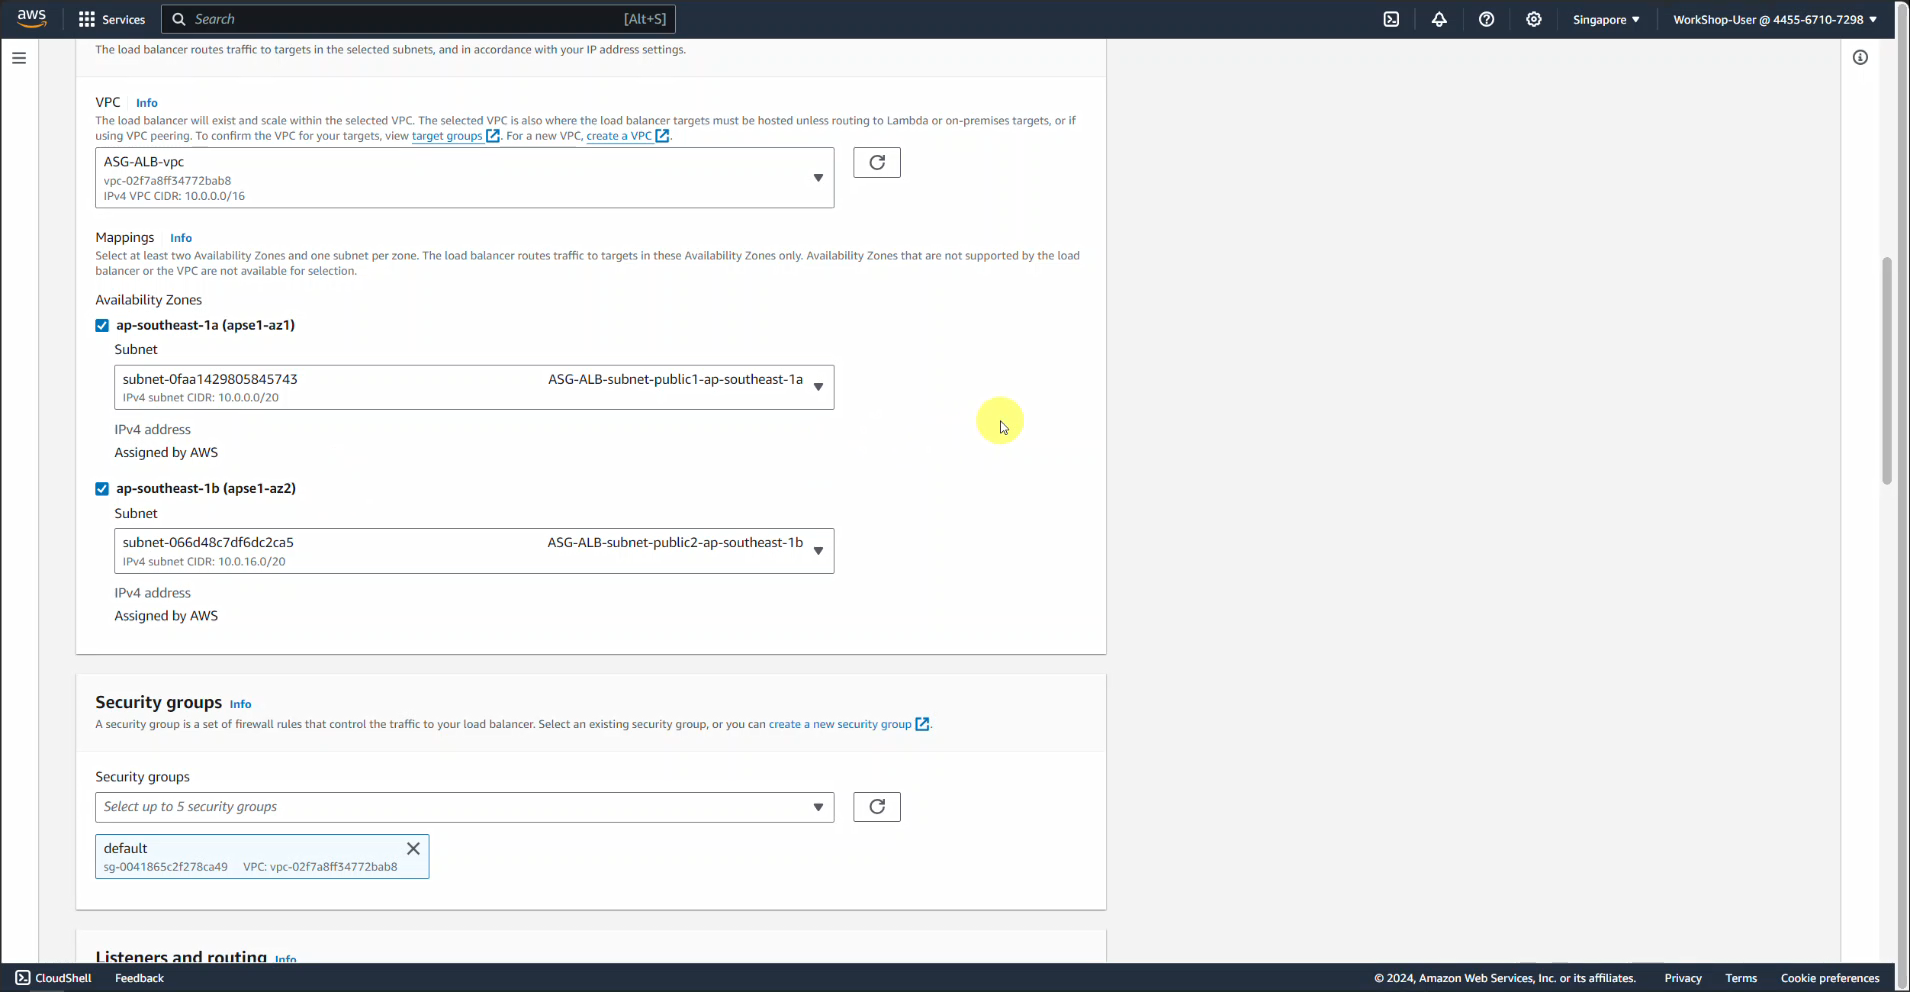 aws
Services
Search
[Alt+S]
Singapore
WorkShop-User @ 4455-6710-7298
The load balancer routes traffic to targets in the selected subnets, and in accordance with your IP address settings.
VPC Info
The load balancer will exist and scale within the selected VPC. The selected VPC is also where the load balancer targets must be hosted unless routing to Lambda or on-premises targets, or if
using VPC peering. To confirm the VPC for your targets, view target groups. For a new VPC, create a VPC.
ASG-ALB-vpc
vpc-02f7a8ff34772bab8
IPv4 VPC CIDR: 10.0.0.0/16
Mappings Info
Select at least two Availability Zones and one subnet per zone. The load balancer routes traffic to targets in these Availability Zones only. Availability Zones that are not supported by the load
balancer or the VPC are not available for selection.
Availability Zones
ap-southeast-1a (apse1-az1)
Subnet
subnet-0faa1429805845743 ASG-ALB-subnet-public1-ap-southeast-1a
IPv4 subnet CIDR: 10.0.0.0/20
IPv4 address
Assigned by AWS
ap-southeast-1b (apse1-az2)
Subnet
subnet-066d48c7df6dc2ca5 ASG-ALB-subnet-public2-ap-southeast-1b
IPv4 subnet CIDR: 10.0.16.0/20
IPv4 address
Assigned by AWS
Security groups Info
A security group is a set of firewall rules that control the traffic to your load balancer. Select an existing security group, or you can create a new security group.
Security groups
Select up to 5 security groups
default
sg-0041865c2f278ca49 VPC: vpc-02f7a8ff34772bab8
Listeners and routing Info
CloudShell
Feedback
© 2024, Amazon Web Services, Inc. or its affiliates.
Privacy
Terms
Cookie preferences